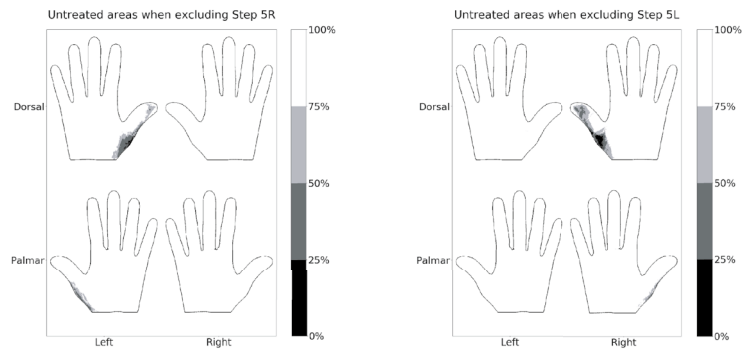 Untreated areas when excluding Step 5R
100%
75%
50%
25%
0%
Dorsal
Palmar
Left
Right
Untreated areas when excluding Step 5L
100%
75%
50%
25%
0%
Dorsal
Palmar
Left
Right